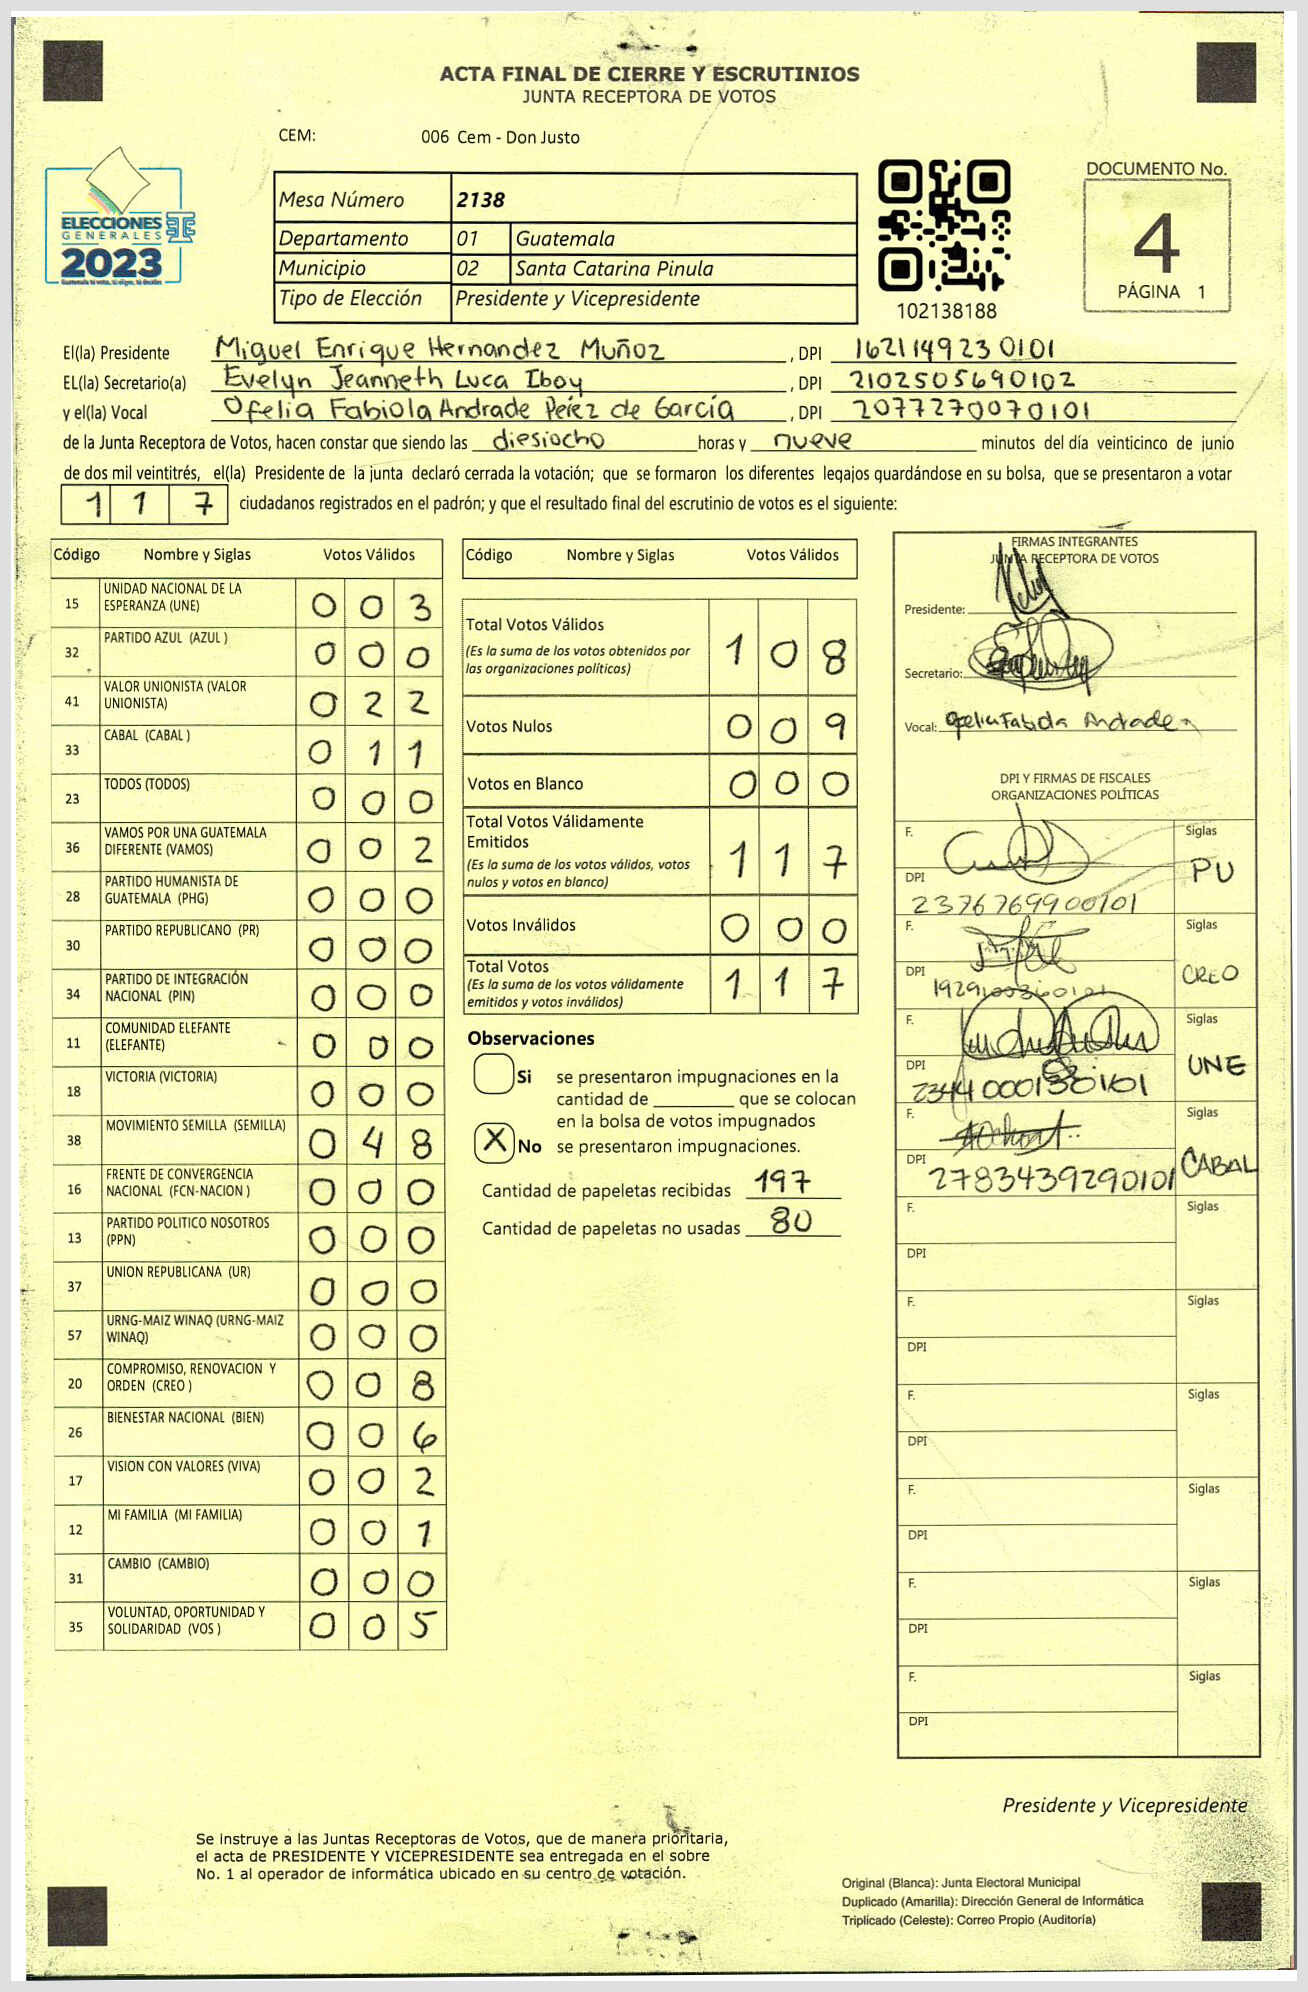 ACTA FINAL DE CIERRE Y ESCRUTINIOS
JUNTA RECEPTORA DE VOTOS
CEM: 006 Cem - Don Justo
ELECCIONES
GENERALES
2023
Mesa Número 2138
Departamento 01 Guatemala
Municipio 02 Santa Catarina Pinula
Tipo de Elección Presidente y Vicepresidente
102138188
DOCUMENTO No.
4
PÁGINA 1
El(la) Presidente Miguel Enrique Hernandez Muñoz , DPI 162114923 0101
EL(la) Secretario(a) Evelyn Jeanneth Luca Iboy , DPI 2102505690102
y el(la) Vocal Ofelia Fabiola Andrade Pérez de García , DPI 2077270070101
de la Junta Receptora de Votos, hacen constar que siendo las diesiocho horas y nueve minutos del día veinticinco de junio
de dos mil veintitrés, el(la) Presidente de la junta declaró cerrada la votación; que se formaron los diferentes legajos guardándose en su bolsa, que se presentaron a votar
1 1 7 ciudadanos registrados en el padrón; y que el resultado final del escrutinio de votos es el siguiente:
Código Nombre y Siglas Votos Válidos
15 UNIDAD NACIONAL DE LA ESPERANZA (UNE) 0 0 3
32 PARTIDO AZUL (AZUL ) 0 0 0
41 VALOR UNIONISTA (VALOR UNIONISTA) 0 2 2
33 CABAL (CABAL ) 0 1 1
23 TODOS (TODOS) 0 0 0
36 VAMOS POR UNA GUATEMALA DIFERENTE (VAMOS) 0 0 2
28 PARTIDO HUMANISTA DE GUATEMALA (PHG) 0 0 0
30 PARTIDO REPUBLICANO (PR) 0 0 0
34 PARTIDO DE INTEGRACIÓN NACIONAL (PIN) 0 0 0
11 COMUNIDAD ELEFANTE (ELEFANTE) 0 0 0
18 VICTORIA (VICTORIA) 0 0 0
38 MOVIMIENTO SEMILLA (SEMILLA) 0 4 8
16 FRENTE DE CONVERGENCIA NACIONAL (FCN-NACION ) 0 0 0
13 PARTIDO POLITICO NOSOTROS (PPN) 0 0 0
37 UNION REPUBLICANA (UR) 0 0 0
57 URNG-MAIZ WINAQ (URNG-MAIZ WINAQ) 0 0 0
20 COMPROMISO, RENOVACION Y ORDEN (CREO ) 0 0 8
26 BIENESTAR NACIONAL (BIEN) 0 0 6
17 VISION CON VALORES (VIVA) 0 0 2
12 MI FAMILIA (MI FAMILIA) 0 0 1
31 CAMBIO (CAMBIO) 0 0 0
35 VOLUNTAD, OPORTUNIDAD Y SOLIDARIDAD (VOS ) 0 0 5
Código Nombre y Siglas Votos Válidos
Total Votos Válidos 1 0 8
(Es la suma de los votos obtenidos por
las organizaciones políticas)
Votos Nulos 0 0 9
Votos en Blanco 0 0 0
Total Votos Válidamente
Emitidos 1 1 7
(Es la suma de los votos válidos, votos
nulos y votos en blanco)
Votos Inválidos 0 0 0
Total Votos 1 1 7
(Es la suma de los votos válidamente
emitidos y votos inválidos)
Observaciones
Si se presentaron impugnaciones en la
cantidad de ________ que se colocan
en la bolsa de votos impugnados
X No se presentaron impugnaciones.
Cantidad de papeletas recibidas 197
Cantidad de papeletas no usadas 80
FIRMAS INTEGRANTES
JUNTA RECEPTORA DE VOTOS
Presidente:
Secretario:
Vocal: Ofelia Fabiola Andrade
DPI Y FIRMAS DE FISCALES
ORGANIZACIONES POLÍTICAS
F. Siglas
PU
DPI
2376769900101
F. Siglas
CREO
DPI
F. Siglas
UNE
DPI
F. Siglas
CABAL
DPI 2783439290101
F. Siglas
DPI
F. Siglas
DPI
F. Siglas
DPI
F. Siglas
DPI
F. Siglas
DPI
F. Siglas
DPI
Presidente y Vicepresidente
Se instruye a las Juntas Receptoras de Votos, que de manera prioritaria,
el acta de PRESIDENTE Y VICEPRESIDENTE sea entregada en el sobre
No. 1 al operador de informática ubicado en su centro de votación.
Original (Blanca): Junta Electoral Municipal
Duplicado (Amarilla): Dirección General de Informática
Triplicado (Celeste): Correo Propio (Auditoría)